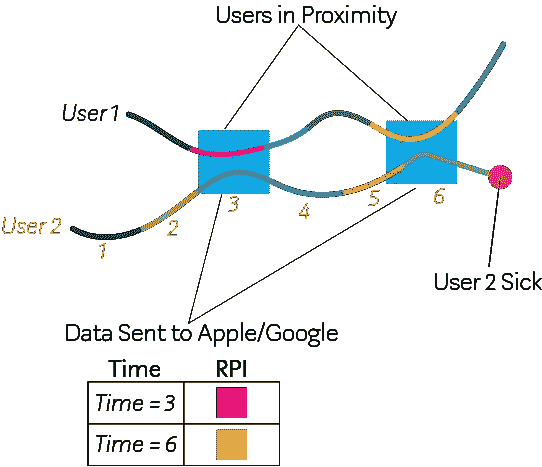 Users in Proximity
User 1
User 2
1
2
3
4
5
6
User 2 Sick
Data Sent to Apple/Google
Time RPI
Time = 3
Time = 6